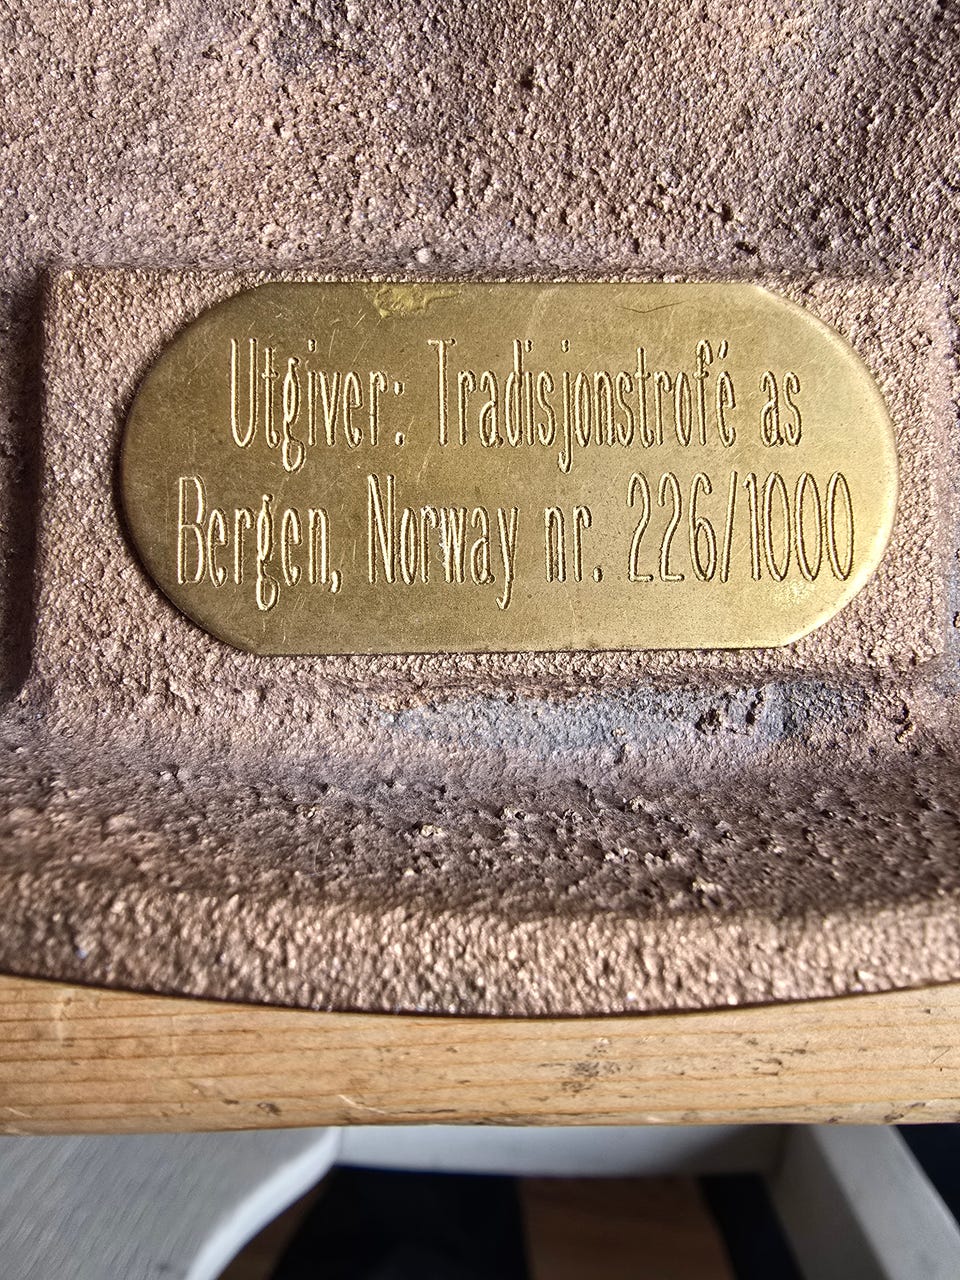 Utgiver: Tradisjonstrofé as
Bergen, Norway nr. 226/1000